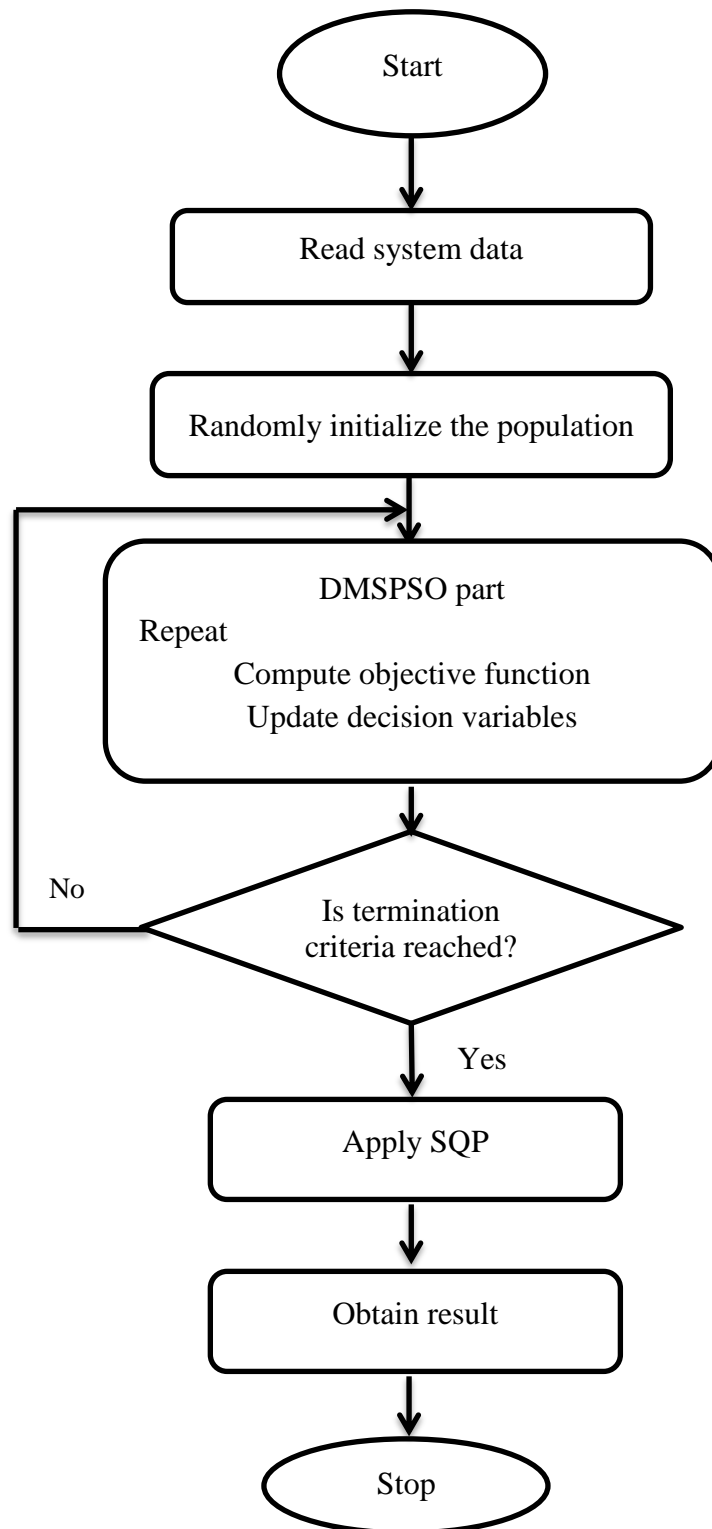 Start
Read system data
Randomly initialize the population
DMSPSO part
Repeat
Compute objective function
Update decision variables
No
Is termination
criteria reached?
Yes
Apply SQP
Obtain result
Stop